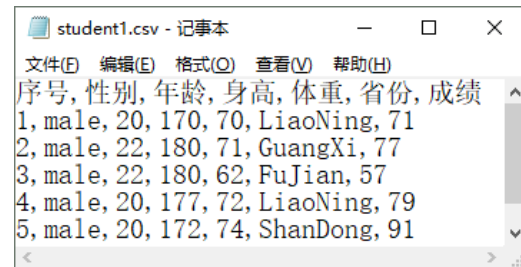 student1.csv - 记事本
文件(F) 编辑(E) 格式(O) 查看(V) 帮助(H)
序号,性别,年龄,身高,体重,省份,成绩
1,male,20,170,70,LiaoNing,71
2,male,22,180,71,GuangXi,77
3,male,22,180,62,FuJian,57
4,male,20,177,72,LiaoNing,79
5,male,20,172,74,ShanDong,91